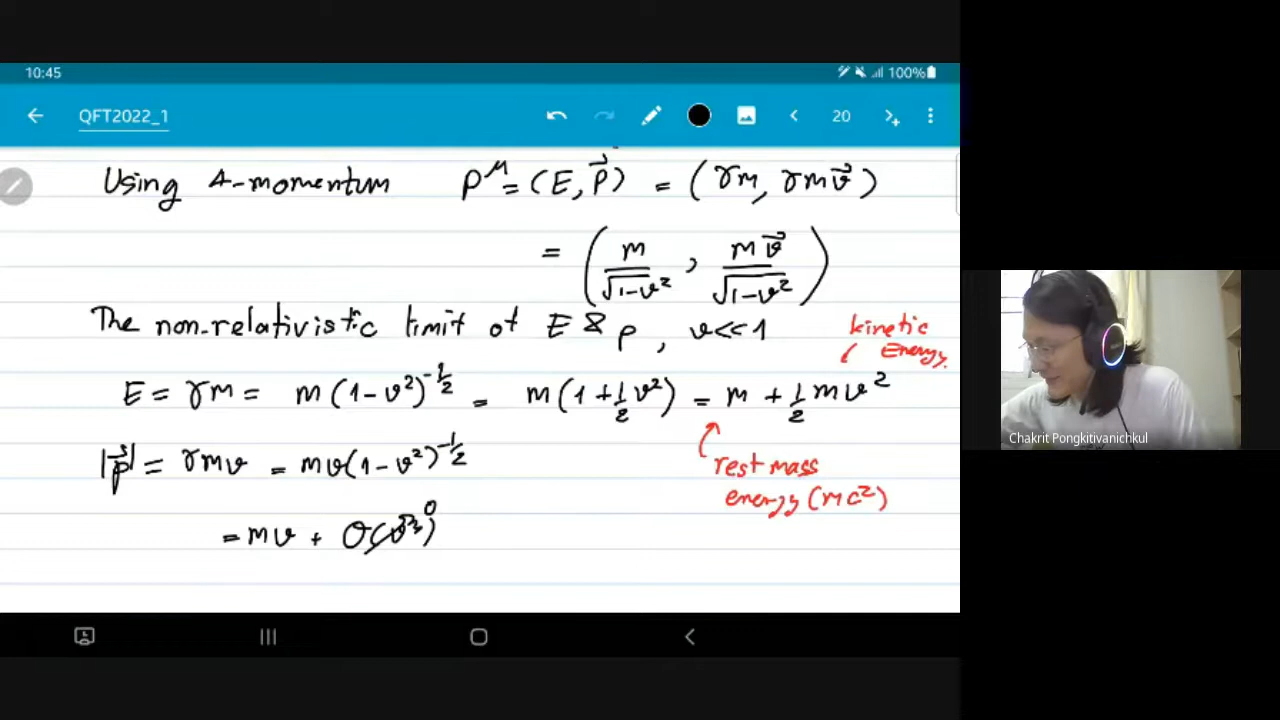 10:45
100%
QFT2022_1
20
Using 4-momentum P^μ = (E, p⃗) = (γm, γmv⃗)
= (m/√(1-v²), mv⃗/√(1-v²))
The non-relativistic limit of E & p, v<<1
kinetic
Energy.
E = γm = m(1-v²)^(-1/2) = m(1+½v²) = m + ½mv²
|p⃗| = γmv = mv(1-v²)^(-1/2)
rest mass
energy (mc²)
= mv + O(v³) 0
Chakrit Pongkitivanichkul